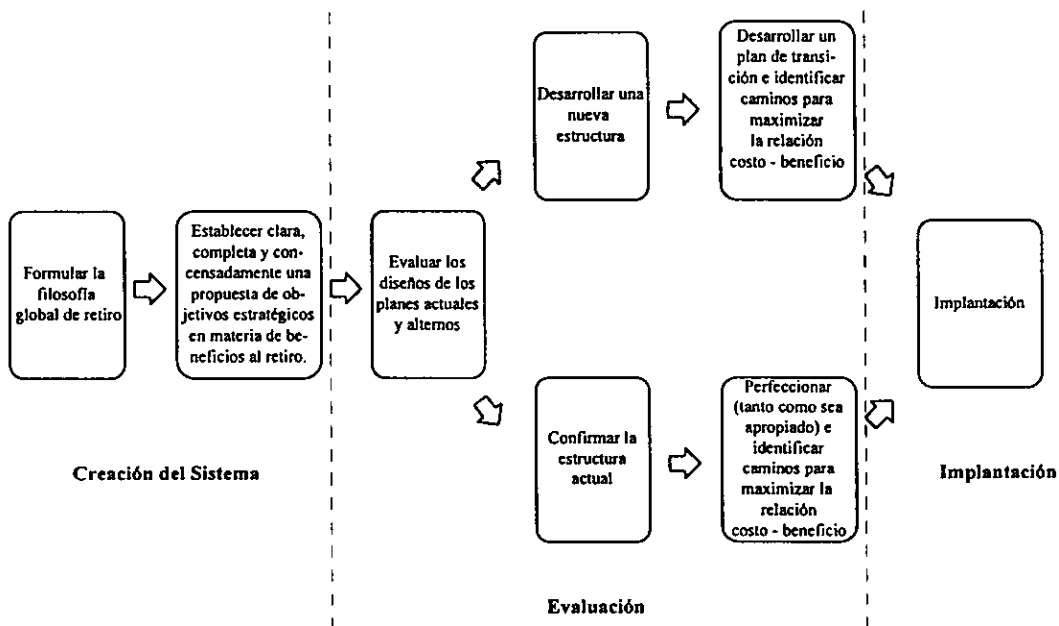 Formular la
filosofía
global de retiro
Establecer clara,
completa y con-
censadamente una
propuesta de ob-
jetivos estratégicos
en materia de be-
neficios al retiro.
Evaluar los
diseños de los
planes actuales
y alternos
Desarrollar una
nueva
estructura
Desarrollar un
plan de transi-
ción e identificar
caminos para
maximizar
la relación
costo - beneficio
Confirmar la
estructura
actual
Perfeccionar
(tanto como sea
apropiado) e
identificar
caminos para
maximizar la
relación
costo - beneficio
Implantación
Creación del Sistema
Evaluación
Implantación